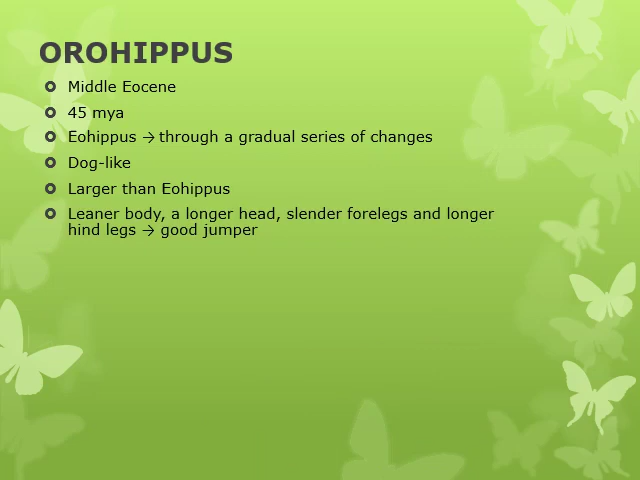 OROHIPPUS
Middle Eocene
45 mya
Eohippus → through a gradual series of changes
Dog-like
Larger than Eohippus
Leaner body, a longer head, slender forelegs and longer
hind legs → good jumper